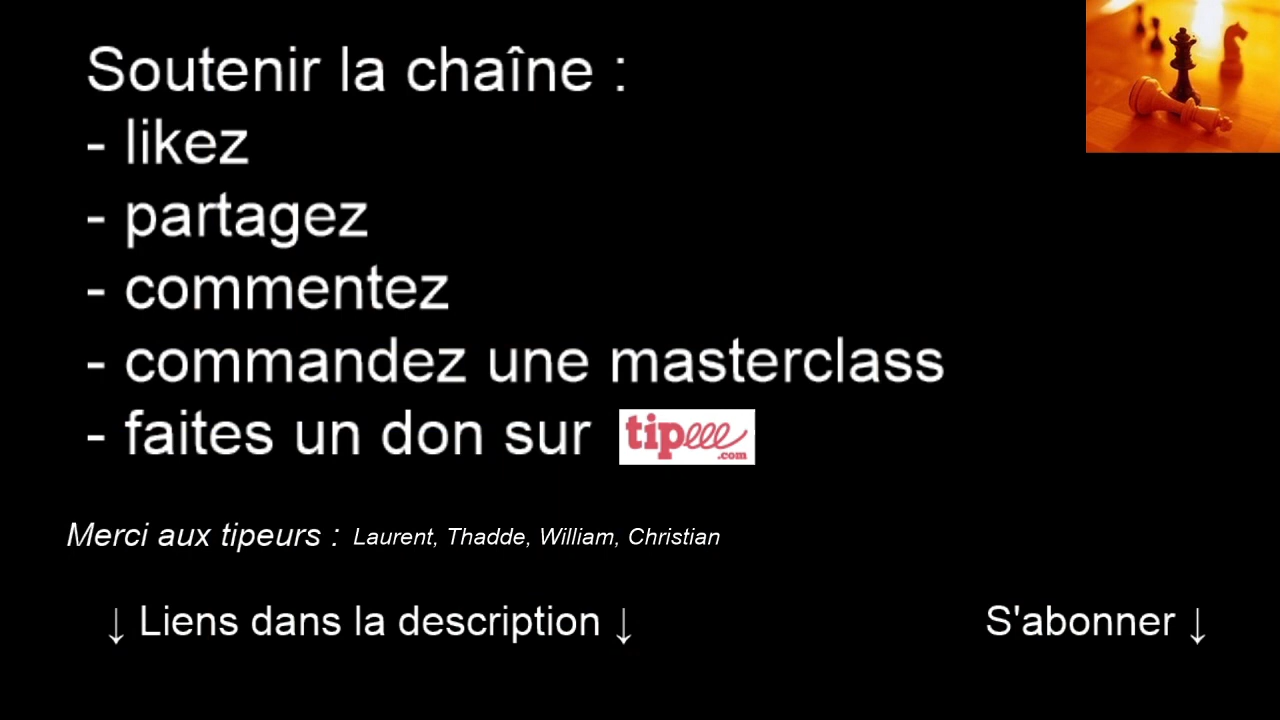 Soutenir la chaîne :
- likez
- partagez
- commentez
- commandez une masterclass
- faites un don sur tipeee
.com
Merci aux tipeurs : Laurent, Thadde, William, Christian
↓ Liens dans la description ↓
S'abonner ↓